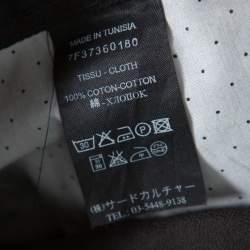 MADE IN TUNISIA
7F37360180
TISSU - CLOTH
100% COTON-COTTON
綿 -ХЛОПОК
30
P
(株)サードカルチャー
TEL. 03-5448-9138